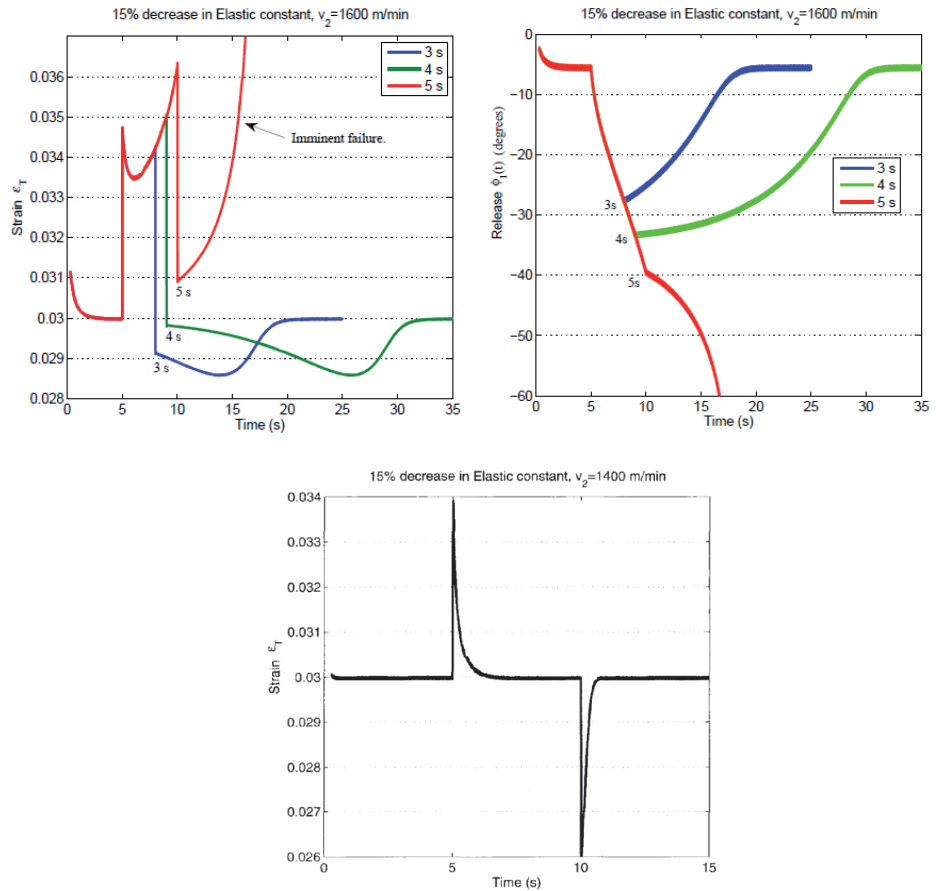 15% decrease in Elastic constant, v₂=1600 m/min
0.036
0.035
0.034
0.033
0.032
0.031
0.03
0.029
0.028
Strain ε_T
3 s
4 s
5 s
Imminent failure.
5 s
4 s
3 s
0 5 10 15 20 25 30 35
Time (s)
15% decrease in Elastic constant, v₂=1600 m/min
0
−10
−20
−30
−40
−50
−60
Release ϕ₁(t) (degrees)
3 s
4 s
5 s
3s
4s
5s
0 5 10 15 20 25 30 35
Time (s)
15% decrease in Elastic constant, v₂=1400 m/min
0.034
0.033
0.032
0.031
0.03
0.029
0.028
0.027
0.026
Strain ε_T
0 5 10 15
Time (s)